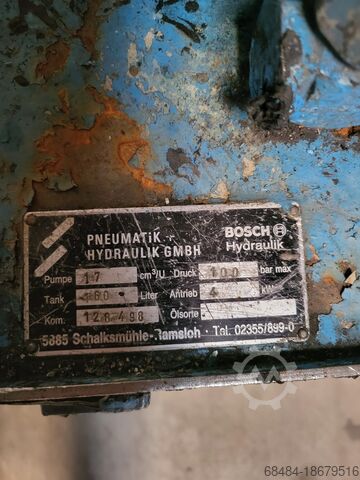 PNEUMATIK
HYDRAULIK GMBH
BOSCH
Hydraulik
Pumpe 17 cm³/U Druck 100 bar max
Tank 160 Liter Antrieb 4 kW
Kom. 128 498 Ölsorte
5885 Schalksmühle-Ramsloh · Tel. 02355/899-0
68484-18679516